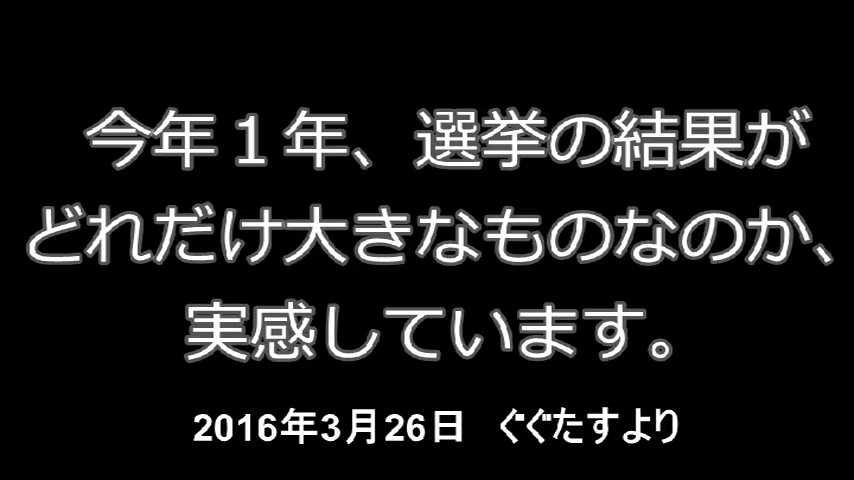 今年１年、選挙の結果が
どれだけ大きなものなのか、
実感しています。
2016年3月26日　ぐぐたすより